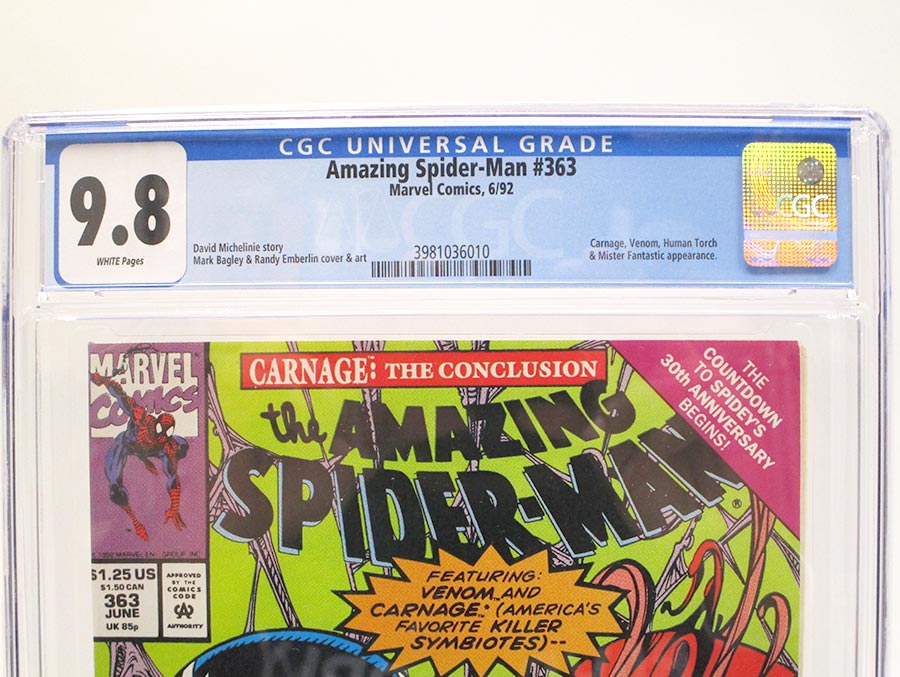 CGC UNIVERSAL GRADE
9.8
WHITE Pages
Amazing Spider-Man #363
Marvel Comics, 6/92
David Michelinie story
Mark Bagley & Randy Emberlin cover & art
3981036010
Carnage, Venom, Human Torch
& Mister Fantastic appearance.
CGC
CGC
MARVEL
COMICS
CARNAGE: THE CONCLUSION
THE
COUNTDOWN
TO SPIDEY'S
30th ANNIVERSARY
BEGINS!
the AMAZING
SPIDER-MAN®
$1.25 US
$1.50 CAN
363
JUNE
UK 85p
APPROVED
BY THE
COMICS
CODE
AUTHORITY
FEATURING:
VENOM™ AND
CARNAGE™ (AMERICA'S
FAVORITE KILLER
SYMBIOTES)--